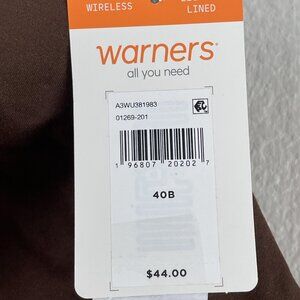 WIRELESS
LINED
warners®
all you need
A3WU381983
01269-201
1 96807 20202 7
40B
$44.00